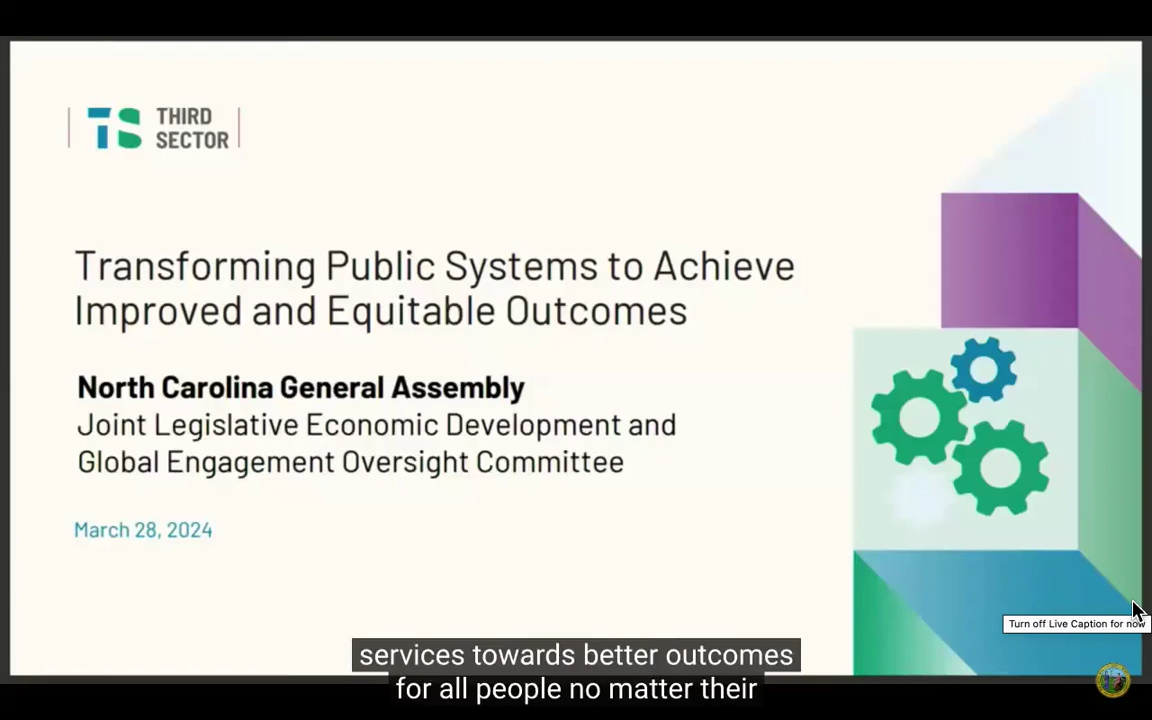 THIRD
SECTOR
Transforming Public Systems to Achieve
Improved and Equitable Outcomes
North Carolina General Assembly
Joint Legislative Economic Development and
Global Engagement Oversight Committee
March 28, 2024
Turn off Live Caption for now
services towards better outcomes
for all people no matter their